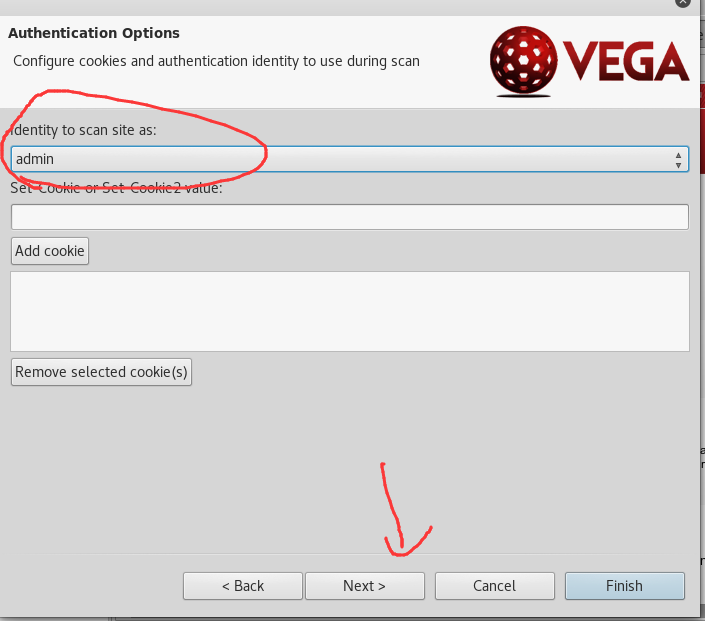 Authentication Options
Configure cookies and authentication identity to use during scan
VEGA
Identity to scan site as:
admin
Set-Cookie or Set-Cookie2 value:
Add cookie
Remove selected cookie(s)
< Back
Next >
Cancel
Finish